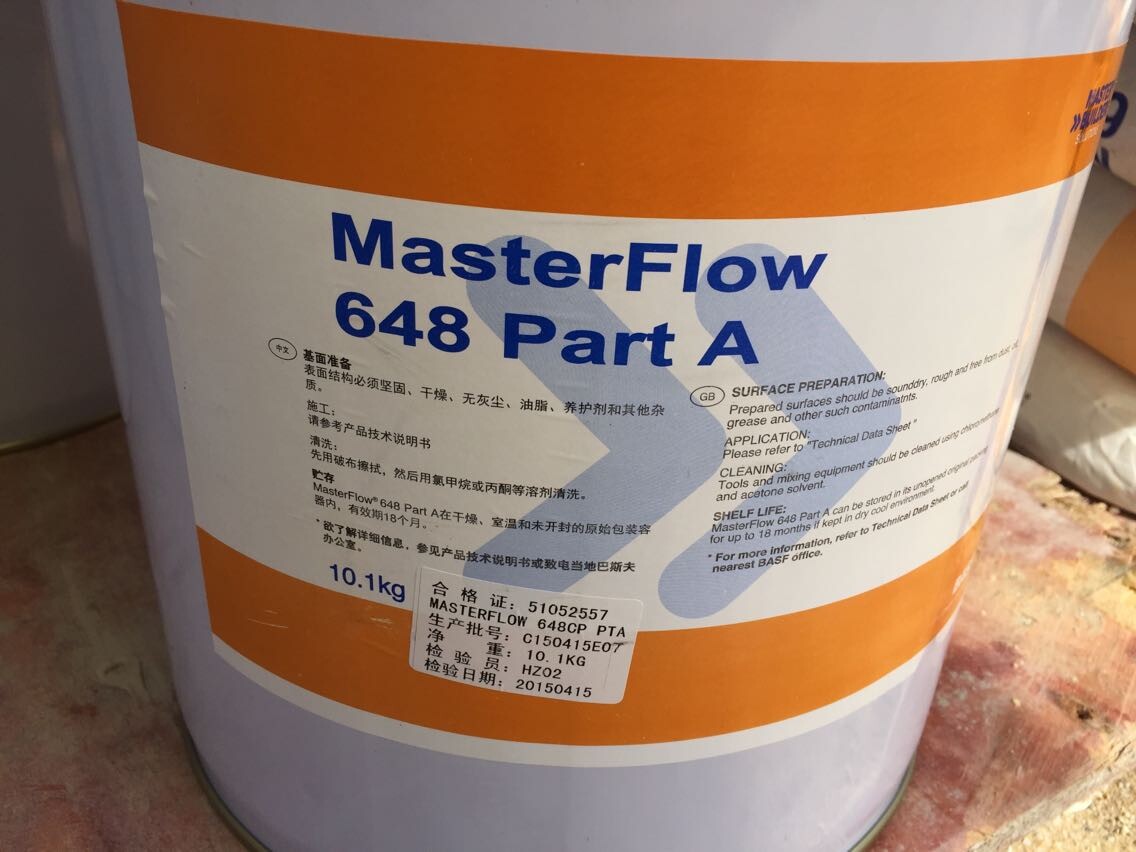 MASTER
BUILDERS
SOLUTIONS
9
MasterFlow
648 Part A
中文
基面准备
表面结构必须坚固、干燥、无灰尘、油脂、养护剂和其他杂
质。
施工:
请参考产品技术说明书
清洗:
先用破布擦拭，然后用氯甲烷或丙酮等溶剂清洗。
贮存
MasterFlow® 648 Part A在干燥、室温和未开封的原始包装容
器内，有效期18个月。
*欲了解详细信息，参见产品技术说明书或致电当地巴斯夫
办公室。
10.1kg
GB
SURFACE PREPARATION:
Prepared surfaces should be sounddry, rough and free from dust, oil,
grease and other such contaminatnts.
APPLICATION:
Please refer to "Technical Data Sheet "
CLEANING:
Tools and mixing equipment should be cleaned using chloromethane
and acetone solvent.
SHELF LIFE:
MasterFlow 648 Part A can be stored in its unopened original packing
for up to 18 months if kept in dry cool environment.
* For more information, refer to Technical Data Sheet or call
nearest BASF office.
合 格 证: 51052557
MASTERFLOW 648CP PTA
生产批号: C150415E07
净 重: 10.1KG
检 验 员: HZ02
检验日期: 20150415